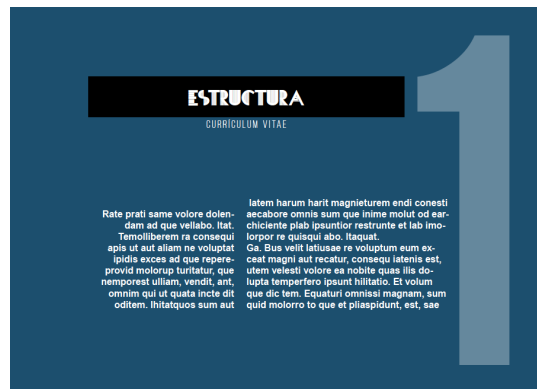 1
ESTRUCTURA
CURRÍCULUM VITAE
Rate prati same volore dolen-
dam ad que vellabo. Itat.
Temolliberem ra consequi
apis ut aut aliam ne voluptat
ipidis exces ad que repere-
provid molorup turitatur, que
nemporest ulliam, vendit, ant,
omnim qui ut quata incte dit
oditem. Ihitatquos sum aut
latem harum harit magnieturem endi conesti
aecabore omnis sum que inime molut od ear-
chiciente plab ipsuntior restrunte et lab imo-
lorpor re quisqui abo. Itaquat.
Ga. Bus velit latiusae re voluptum eum ex-
ceat magni aut recatur, consequ iatenis est,
utem velesti volore ea nobite quas ilis do-
lupta temperfero ipsunt hilitatio. Et volum
que dic tem. Equaturi omnissi magnam, sum
quid molorro to que et pliaspidunt, est, sae